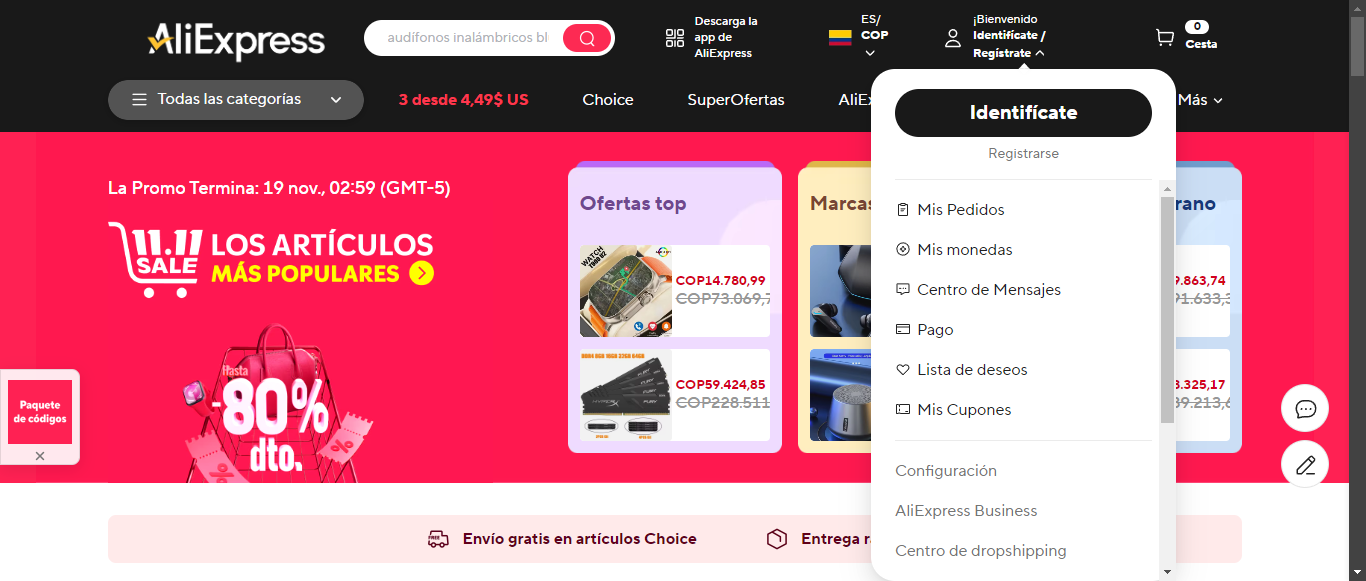 AliExpress
audífonos inalámbricos bl
Descarga la
app de
AliExpress
ES/
COP
¡Bienvenido
Identifícate /
Regístrate
0
Cesta
Todas las categorías
3 desde 4,49$ US
Choice
SuperOfertas
AliEx
Más
Identifícate
Registrarse
Mis Pedidos
Mis monedas
Centro de Mensajes
Pago
Lista de deseos
Mis Cupones
Configuración
AliExpress Business
Centro de dropshipping
La Promo Termina: 19 nov., 02:59 (GMT-5)
11.11
SALE
LOS ARTÍCULOS
MÁS POPULARES
Hasta
-80%
dto.
%
%
Ofertas top
WATCH
COP14.780,99
COP73.069,7
COP59.424,85
COP228.511
FURY
HYPERX
Marcas
rano
9.863,74
91.633,3
8.325,17
39.213,6
Paquete
de códigos
FREE
Envío gratis en artículos Choice
Entrega rá